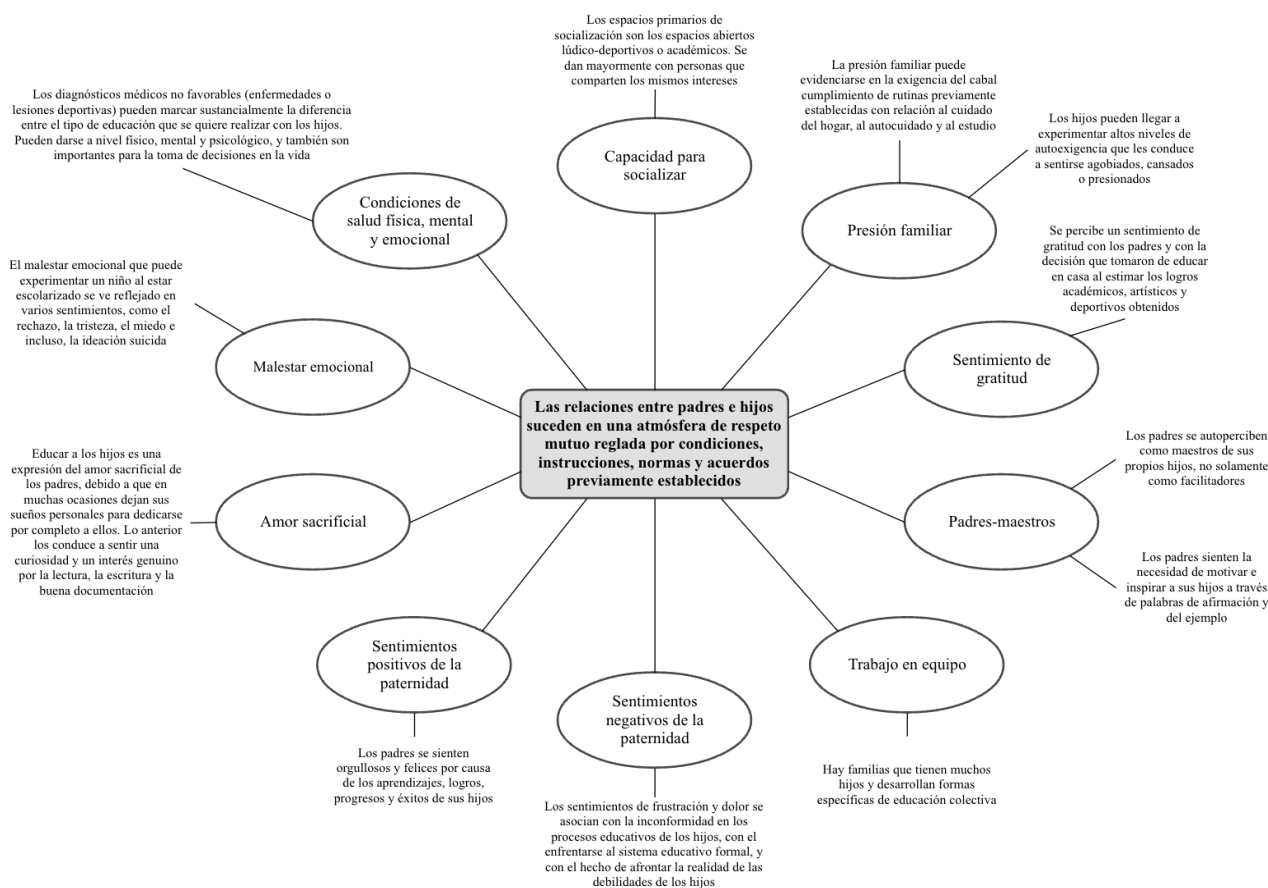 Los espacios primarios de
socialización son los espacios abiertos
lúdico-deportivos o académicos. Se
dan mayormente con personas que
comparten los mismos intereses
Capacidad para
socializar
La presión familiar puede
evidenciarse en la exigencia del cabal
cumplimiento de rutinas previamente
establecidas con relación al cuidado
del hogar, al autocuidado y al estudio
Los hijos pueden llegar a
experimentar altos niveles de
autoexigencia que les conduce
a sentirse agobiados, cansados
o presionados
Presión familiar
Los diagnósticos médicos no favorables (enfermedades o
lesiones deportivas) pueden marcar sustancialmente la diferencia
entre el tipo de educación que se quiere realizar con los hijos.
Pueden darse a nivel físico, mental y psicológico, y también son
importantes para la toma de decisiones en la vida
Condiciones de
salud física, mental
y emocional
Se percibe un sentimiento de
gratitud con los padres y con la
decisión que tomaron de educar
en casa al estimar los logros
académicos, artísticos y
deportivos obtenidos
Sentimiento de
gratitud
El malestar emocional que puede
experimentar un niño al estar
escolarizado se ve reflejado en
varios sentimientos, como el
rechazo, la tristeza, el miedo e
incluso, la ideación suicida
Malestar emocional
Las relaciones entre padres e hijos
suceden en una atmósfera de respeto
mutuo reglada por condiciones,
instrucciones, normas y acuerdos
previamente establecidos
Educar a los hijos es una
expresión del amor sacrificial de
los padres, debido a que en
muchas ocasiones dejan sus
sueños personales para dedicarse
por completo a ellos. Lo anterior
los conduce a sentir una
curiosidad y un interés genuino
por la lectura, la escritura y la
buena documentación
Amor sacrificial
Los padres se autoperciben
como maestros de sus
propios hijos, no solamente
como facilitadores
Padres-maestros
Los padres sienten la
necesidad de motivar e
inspirar a sus hijos a través
de palabras de afirmación y
del ejemplo
Sentimientos
positivos de la
paternidad
Los padres se sienten
orgullosos y felices por causa
de los aprendizajes, logros,
progresos y éxitos de sus hijos
Sentimientos
negativos de la
paternidad
Los sentimientos de frustración y dolor se
asocian con la inconformidad en los
procesos educativos de los hijos, con el
enfrentarse al sistema educativo formal, y
con el hecho de afrontar la realidad de las
debilidades de los hijos
Trabajo en equipo
Hay familias que tienen muchos
hijos y desarrollan formas
específicas de educación colectiva